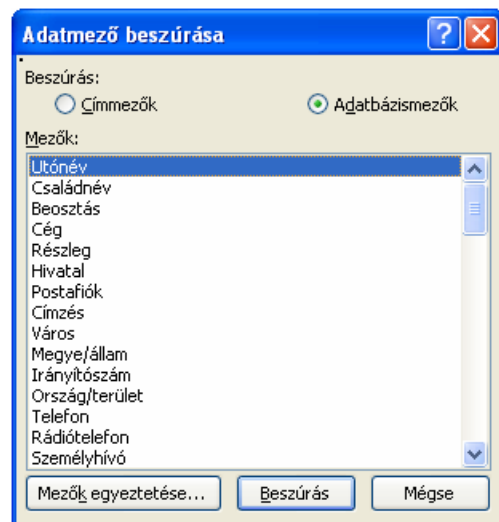 Adatmező beszúrása
Beszúrás:
Címmezők Adatbázismezők
Mezők:
Utónév
Családnév
Beosztás
Cég
Részleg
Hivatal
Postafiók
Címzés
Város
Megye/állam
Irányítószám
Ország/terület
Telefon
Rádiótelefon
Személyhívó
Mezők egyeztetése... Beszúrás Mégse